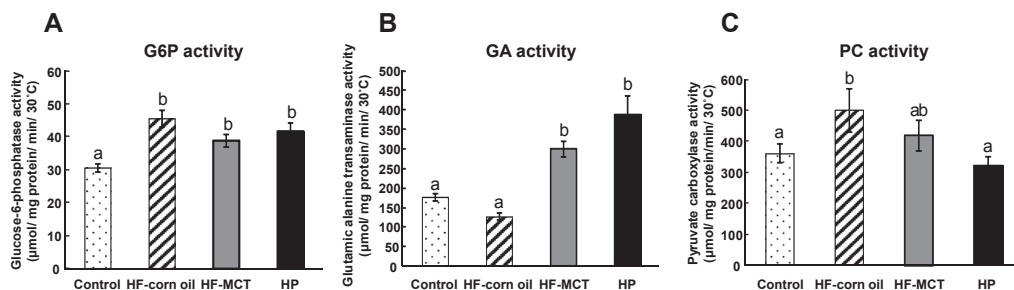 A
G6P activity
Glucose-6-phosphatase activity
(μmol/ mg protein/ min/ 30˚C)
60
50
40
30
20
10
0
a
b
b
b
Control HF-corn oil HF-MCT HP
B
GA activity
Glutamic alanine transaminase activity
(μmol/ mg protein/ min/ 30˚C)
500
450
400
350
300
250
200
150
100
50
0
a
a
b
b
Control HF-corn oil HF-MCT HP
C
PC activity
Pyruvate carboxylase activity
(μmol/ mg protein/min/ 30˚C)
600
500
400
300
200
100
0
a
b
ab
a
Control HF-corn oil HF-MCT HP